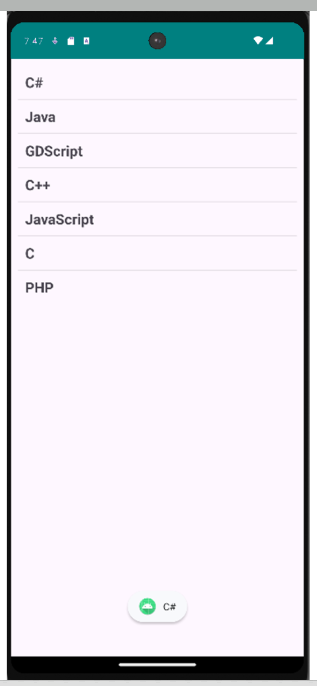 7:47
C#
Java
GDScript
C++
JavaScript
C
PHP
C#